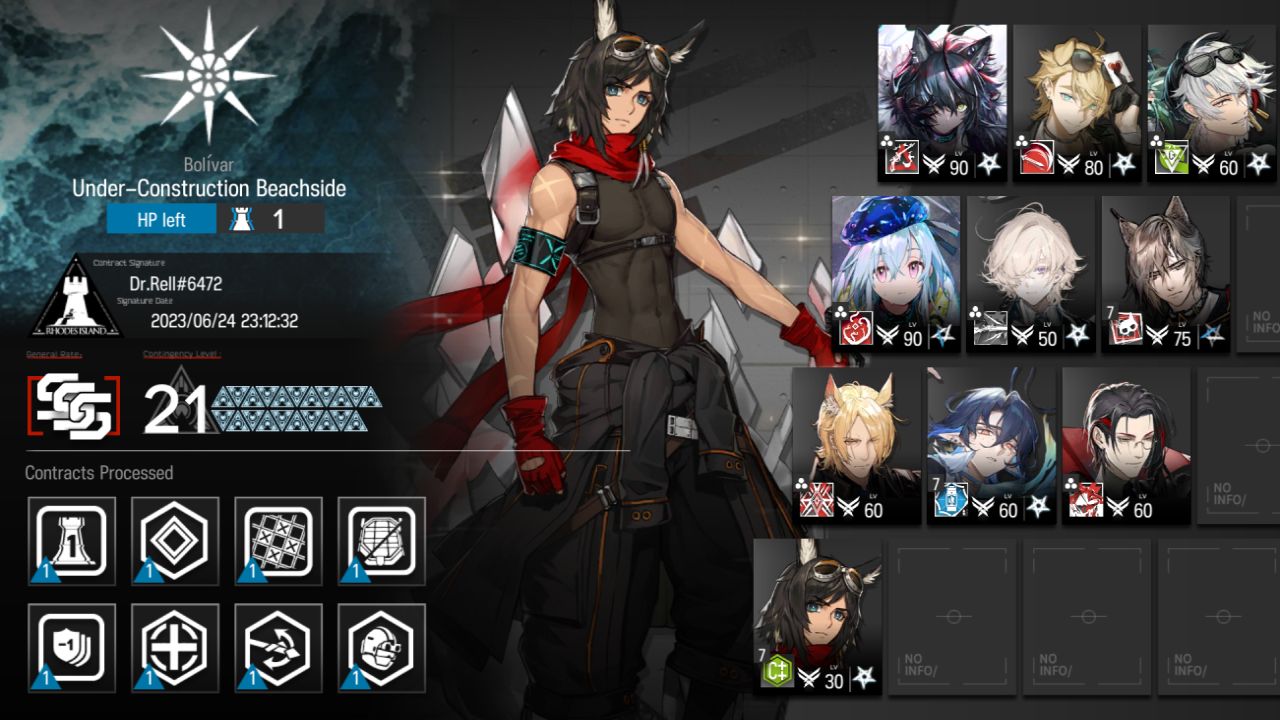 Bolívar
Under-Construction Beachside
HP left
1
Contract Signature
Dr.Rell#6472
Signature Date
2023/06/24 23:12:32
RHODES ISLAND
General Rate:
Contingency Level:
SSS
21
Contracts Processed
1
1
1
1
1
-1
1
1
1
1
LV
90
LV
80
LV
60
LV
90
LV
50
7
LV
75
NO
INFO/
LV
60
7
LV
60
LV
60
NO
INFO/
7
C
LV
30
NO
INFO/
NO
INFO/
NO
INFO/